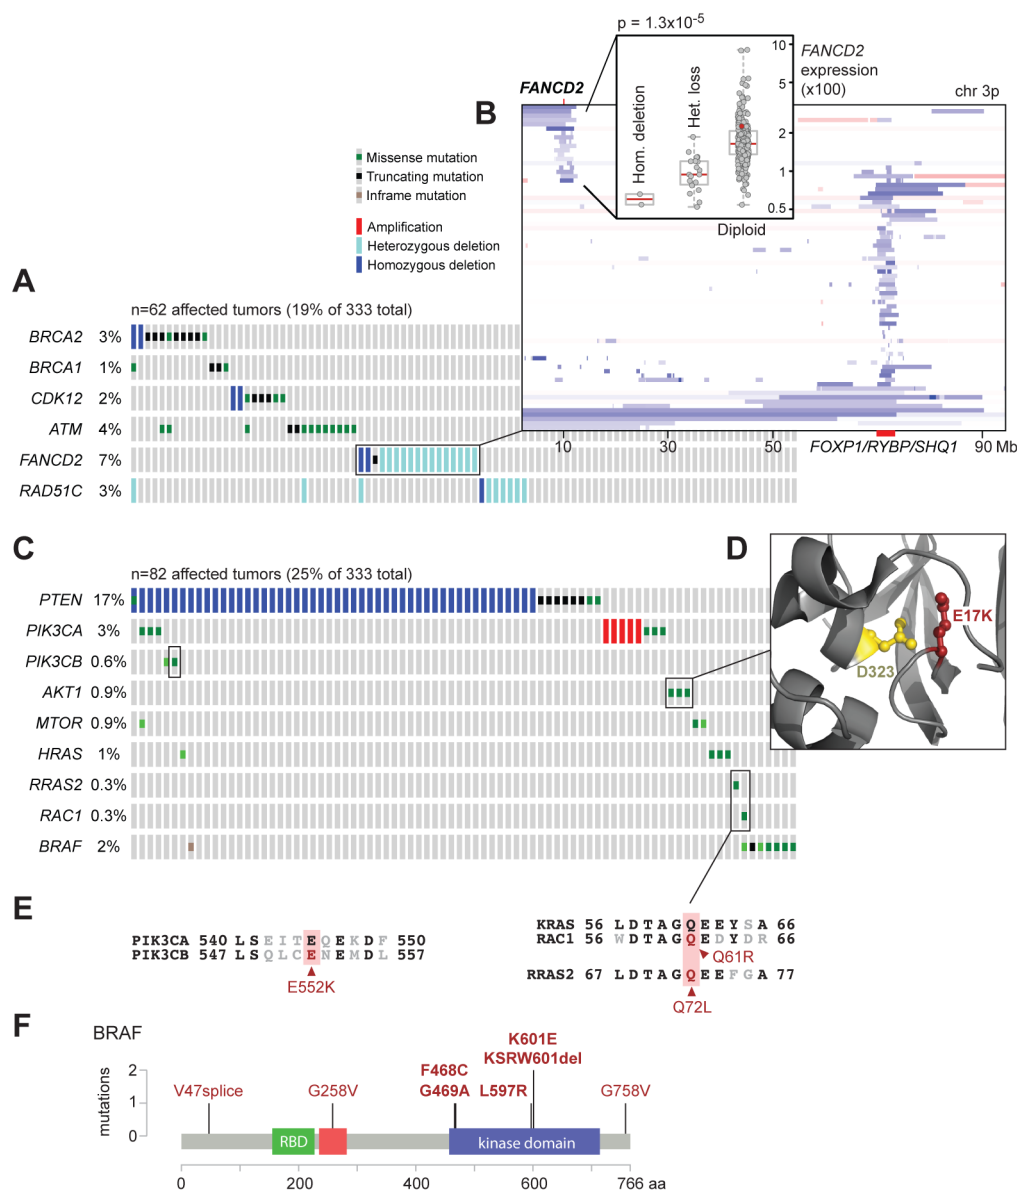 p = 1.3x10⁻⁵
FANCD2
B
Hom. deletion
Het. loss
Diploid
10
5
2
1
0.5
FANCD2
expression
(x100)
chr 3p
10
30
50
FOXP1/RYBP/SHQ1
90 Mb
Missense mutation
Truncating mutation
Inframe mutation
Amplification
Heterozygous deletion
Homozygous deletion
A
n=62 affected tumors (19% of 333 total)
BRCA2 3%
BRCA1 1%
CDK12 2%
ATM 4%
FANCD2 7%
RAD51C 3%
C
n=82 affected tumors (25% of 333 total)
PTEN 17%
PIK3CA 3%
PIK3CB 0.6%
AKT1 0.9%
MTOR 0.9%
HRAS 1%
RRAS2 0.3%
RAC1 0.3%
BRAF 2%
D
E17K
D323
E
PIK3CA 540 L S E I T E Q E K D F 550
PIK3CB 547 L S Q L C E N E M D L 557
E552K
KRAS 56 L D T A G Q E E Y S A 66
RAC1 56 W D T A G Q E D Y D R 66
Q61R
RRAS2 67 L D T A G Q E E F G A 77
Q72L
F
BRAF
mutations
2
1
0
V47splice
G258V
F468C
G469A
K601E
KSRW601del
L597R
G758V
RBD
kinase domain
0
200
400
600
766 aa